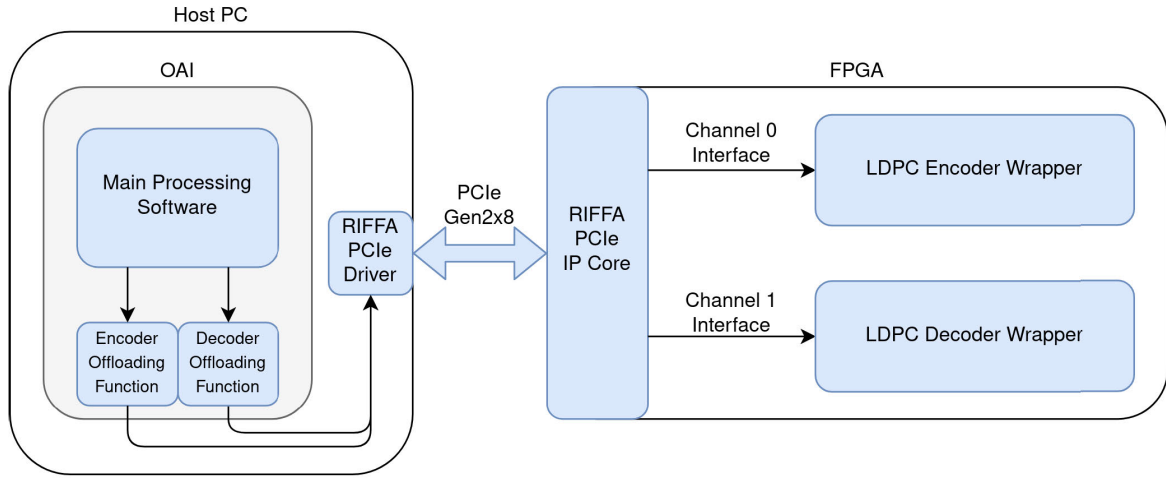 Host PC
OAI
Main Processing
Software
Encoder
Offloading
Function
Decoder
Offloading
Function
RIFFA
PCIe
Driver
PCIe
Gen2x8
FPGA
RIFFA
PCIe
IP Core
Channel 0
Interface
LDPC Encoder Wrapper
Channel 1
Interface
LDPC Decoder Wrapper